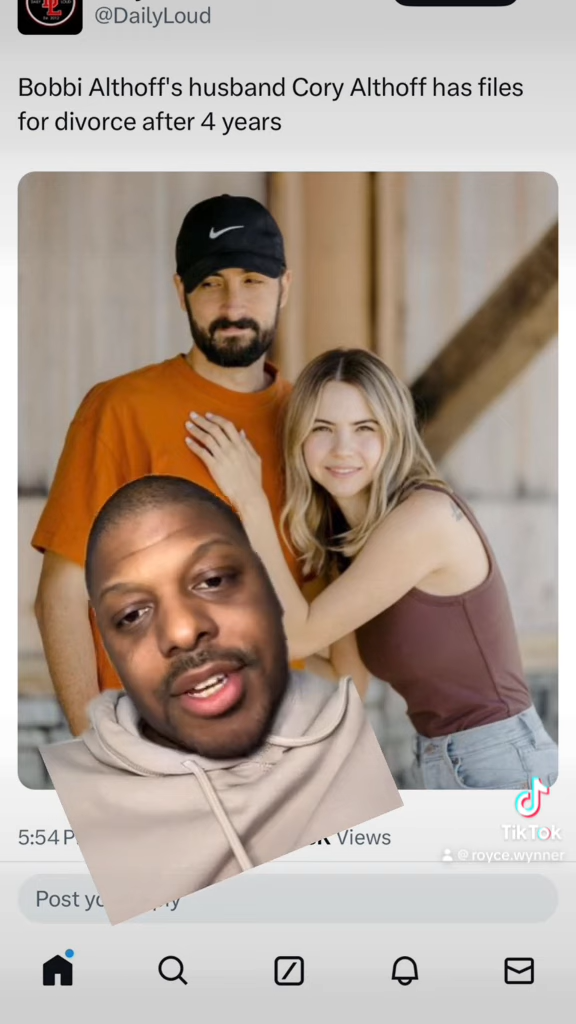 @DailyLoud
Bobbi Althoff's husband Cory Althoff has files
for divorce after 4 years
5:54 Views
TikTok
@royce.wynner
Post